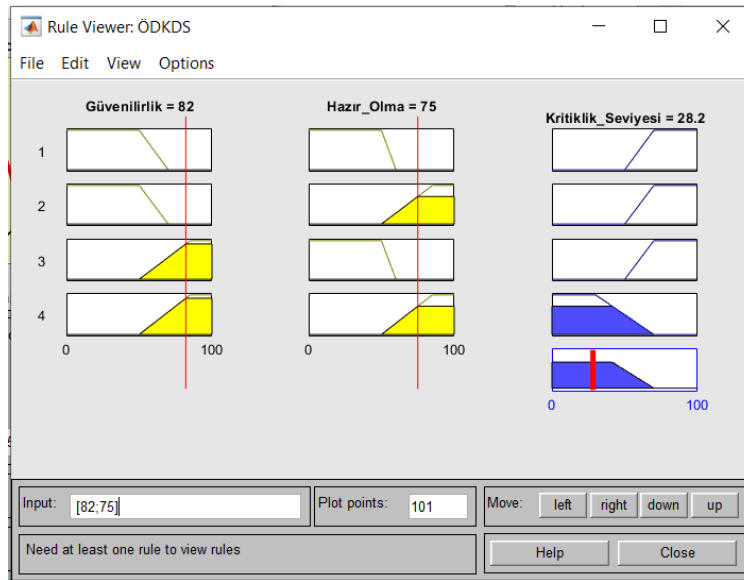 Rule Viewer: ÖDKDS
File Edit View Options
Güvenilirlik = 82
Hazır_Olma = 75
Kritiklik_Seviyesi = 28.2
1
2
3
4
0 100
0 100
0 100
Input: [82;75] Plot points: 101 Move: left right down up
Need at least one rule to view rules Help Close